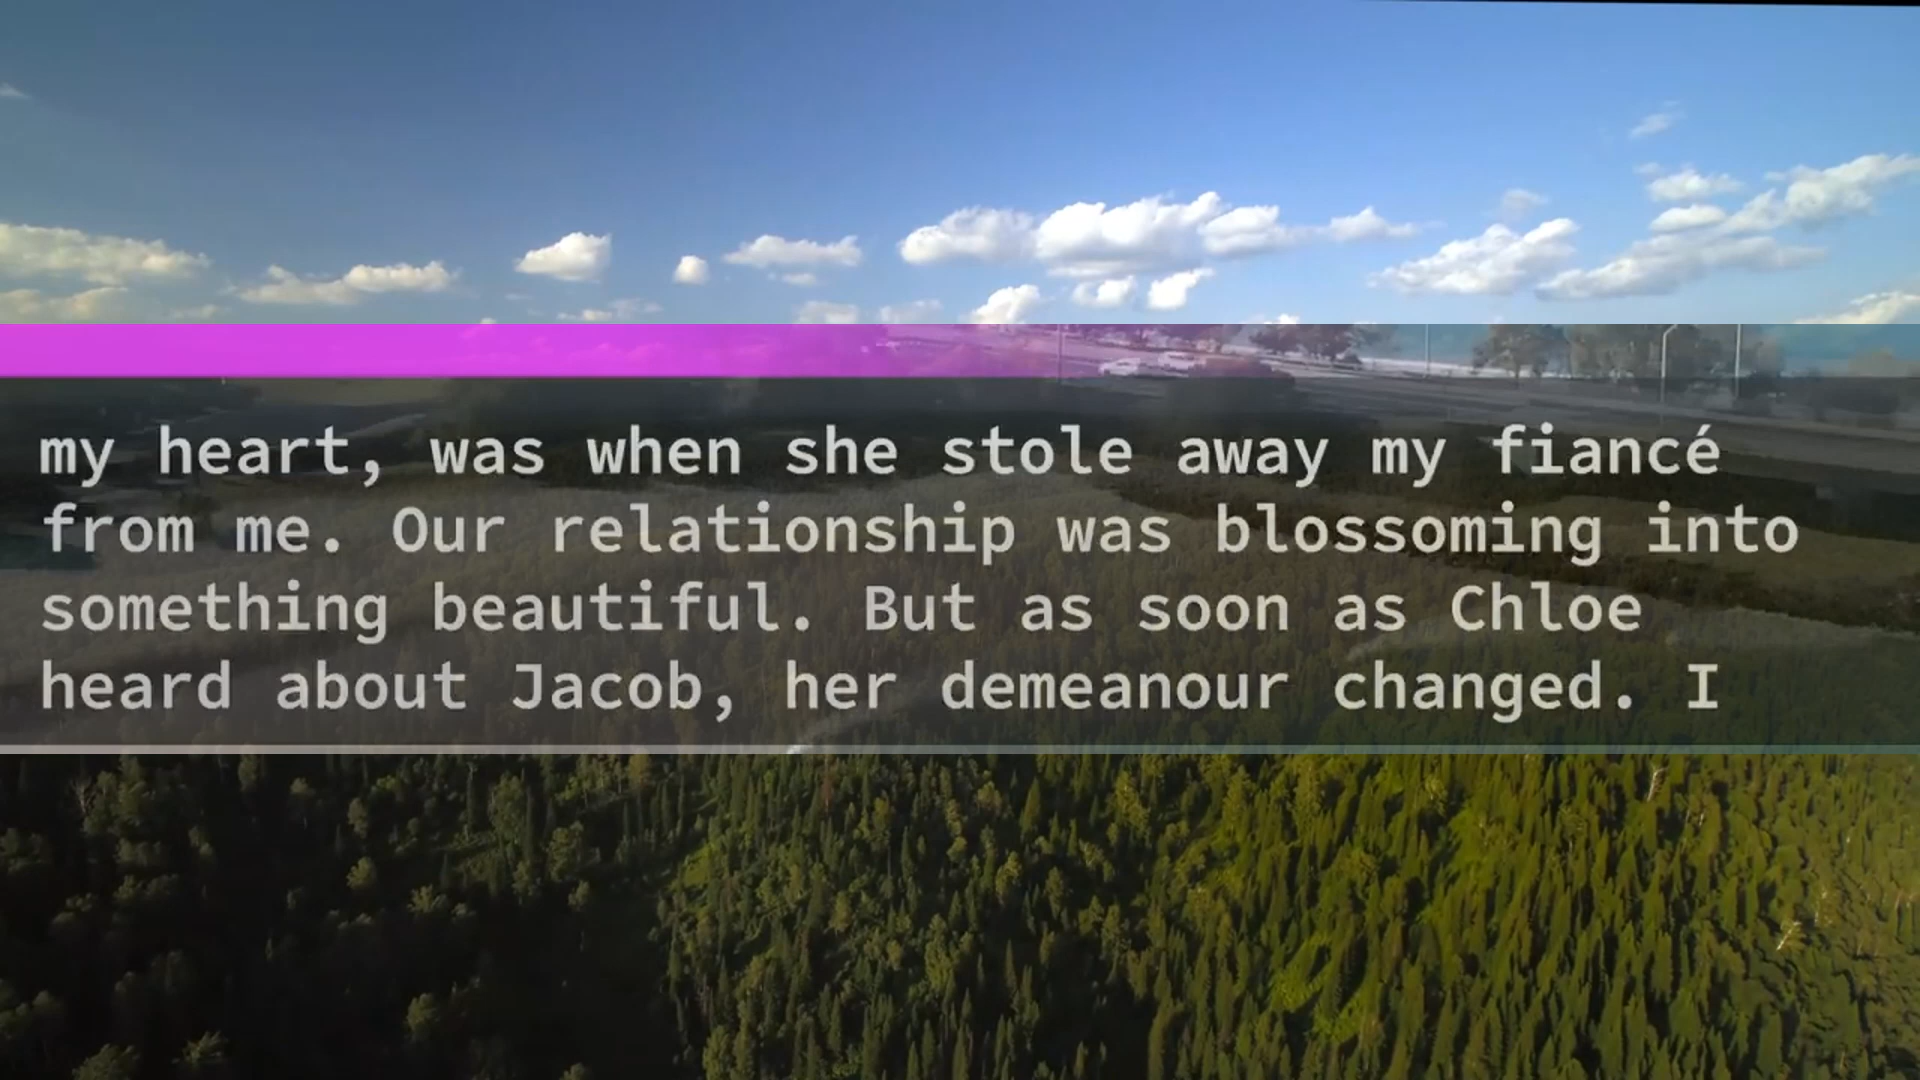 my heart, was when she stole away my fiancé
from me. Our relationship was blossoming into
something beautiful. But as soon as Chloe
heard about Jacob, her demeanour changed. I